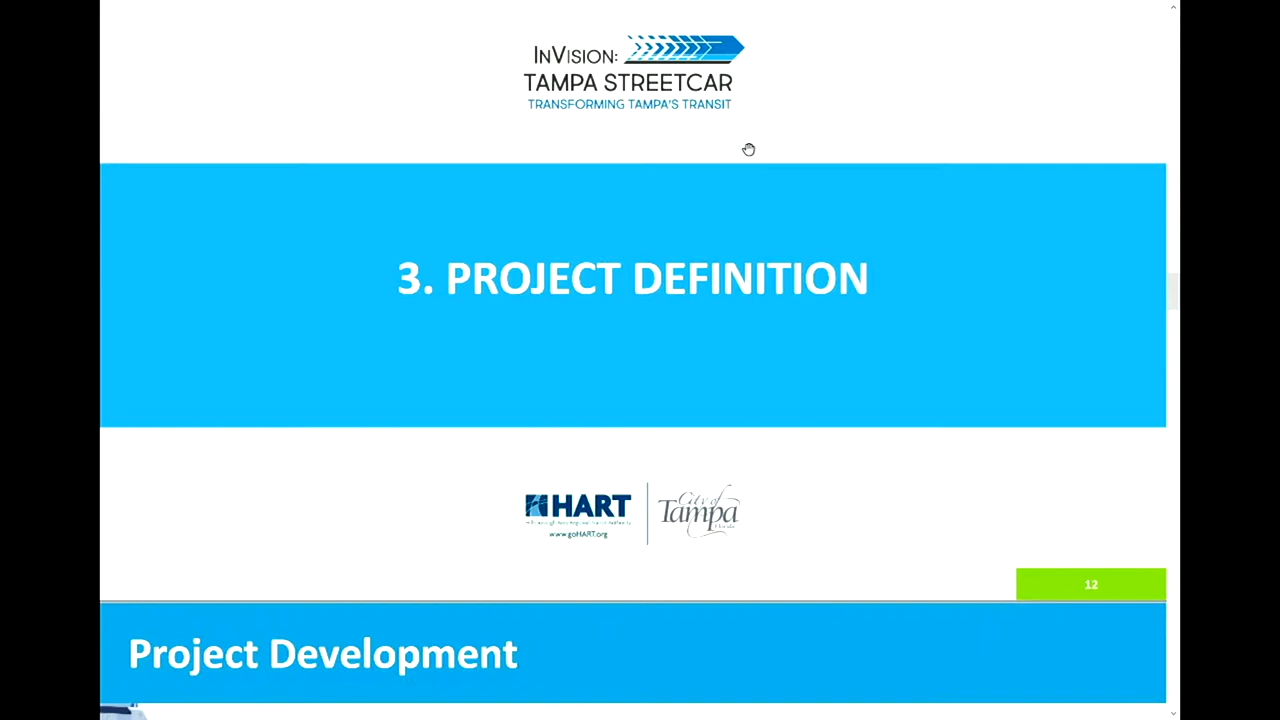 INVISION:
TAMPA STREETCAR
TRANSFORMING TAMPA'S TRANSIT
3. PROJECT DEFINITION
HART
www.goHART.org
City of
Tampa
Florida
12
Project Development